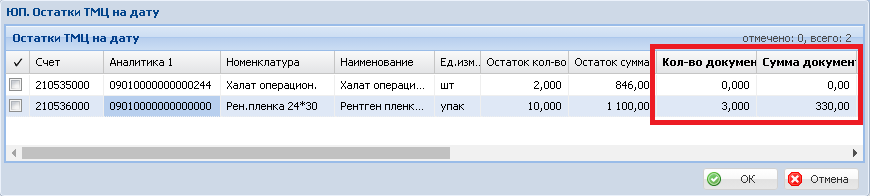 ЮП. Остатки ТМЦ на дату
Остатки ТМЦ на дату отмечено: 0, всего: 2
✓ Счет Аналитика 1 Номенклатура Наименование Ед.изм... Остаток кол-во Остаток сумма Кол-во докумен Сумма документ
210535000 09010000000000244 Халат операцион. Халат операци... шт 2,000 846,00 0,000 0,00
210536000 09010000000000000 Рен.пленка 24*30 Рентген пленк... упак 10,000 1 100,00 3,000 330,00
ОК Отмена